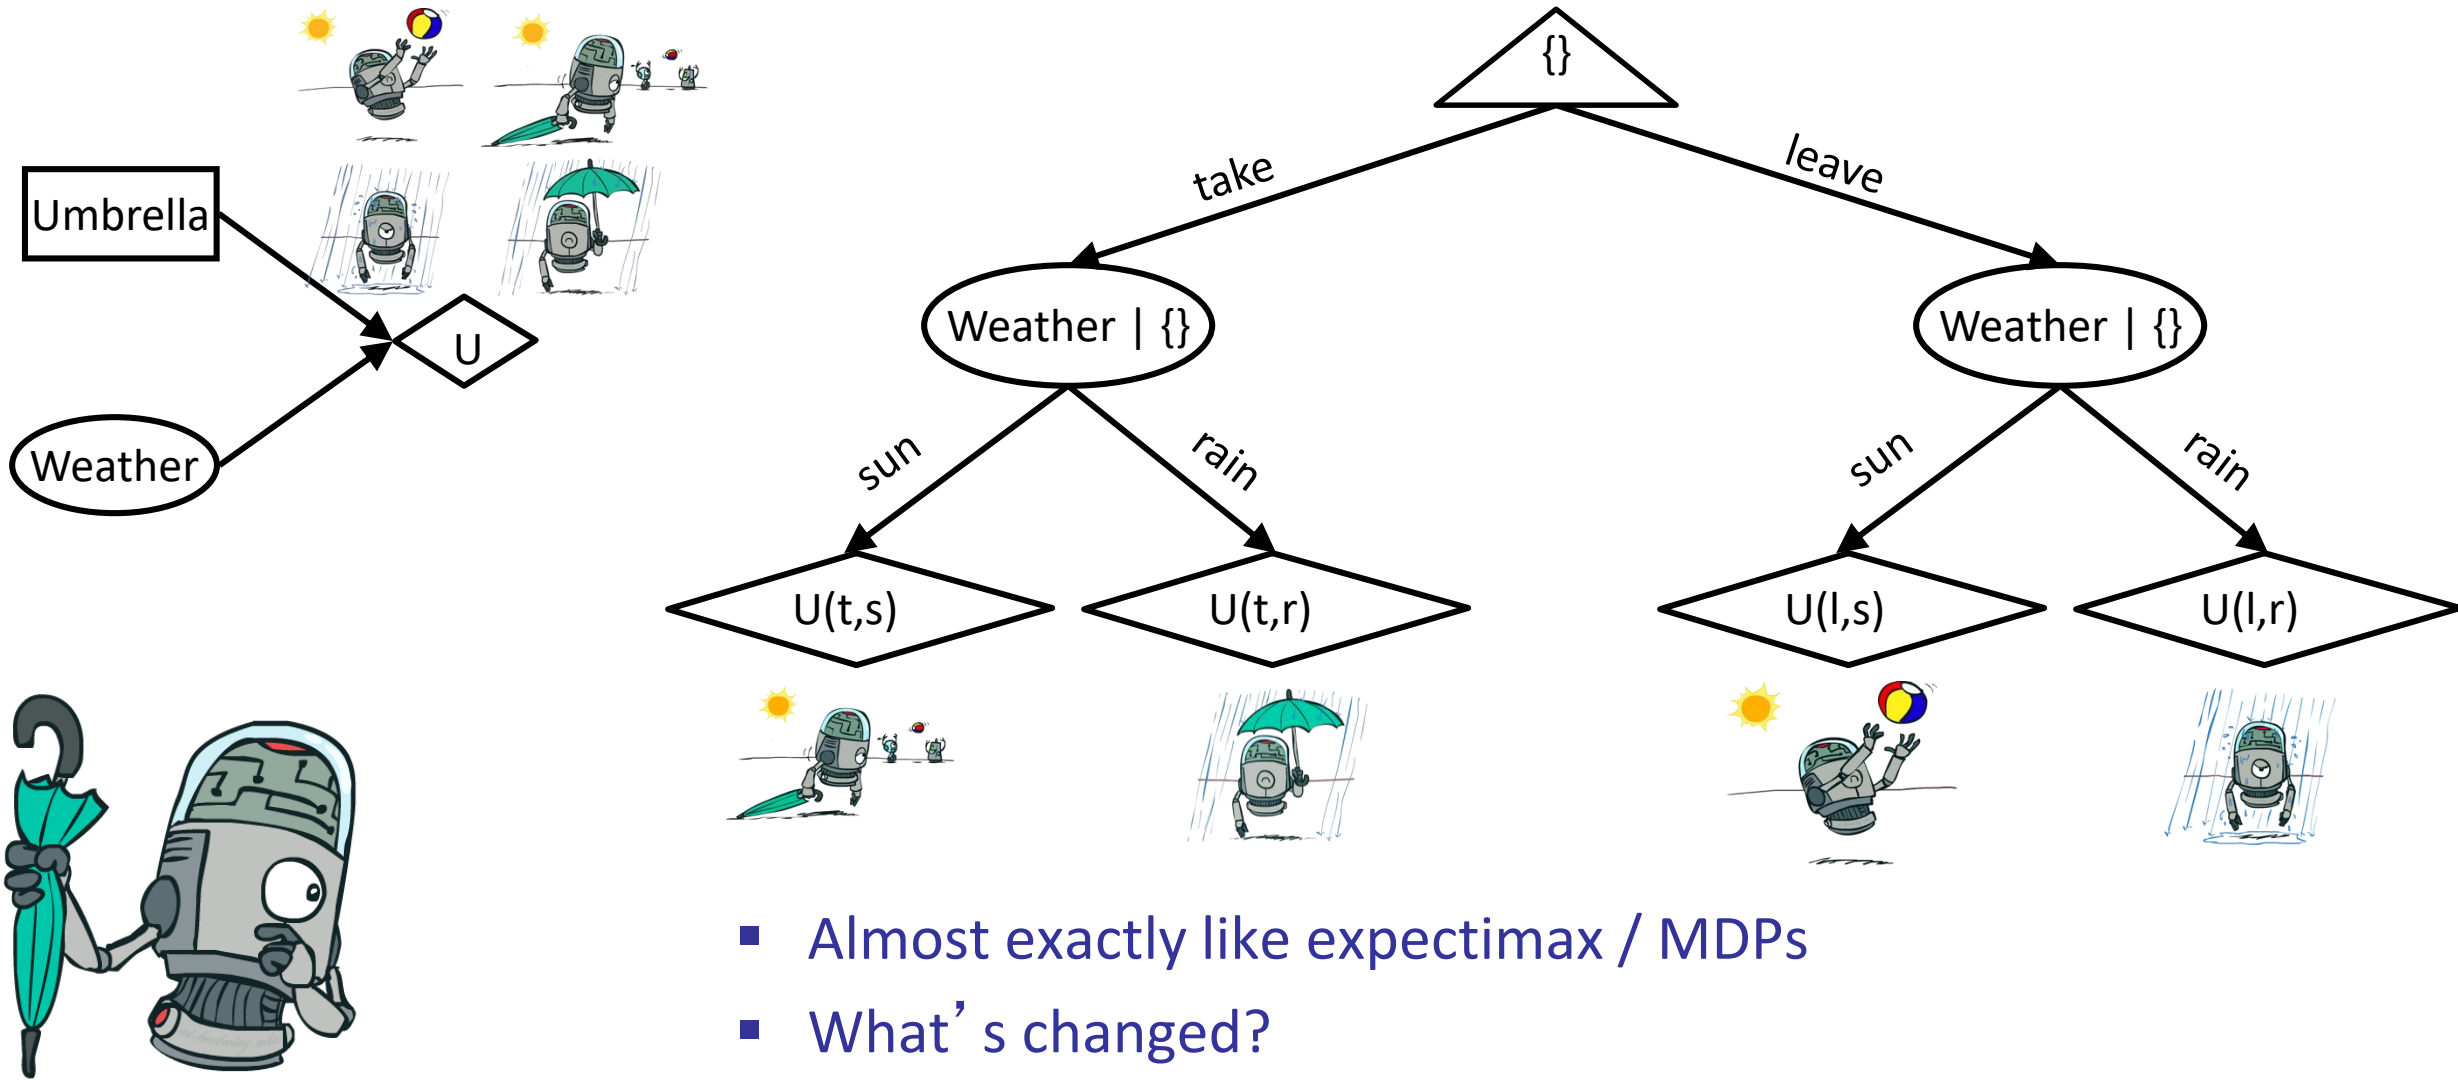 {}
take
leave
Umbrella
U
Weather
Weather | {}
Weather | {}
sun
rain
sun
rain
U(t,s)
U(t,r)
U(l,s)
U(l,r)
▪ Almost exactly like expectimax / MDPs
▪ What's changed?